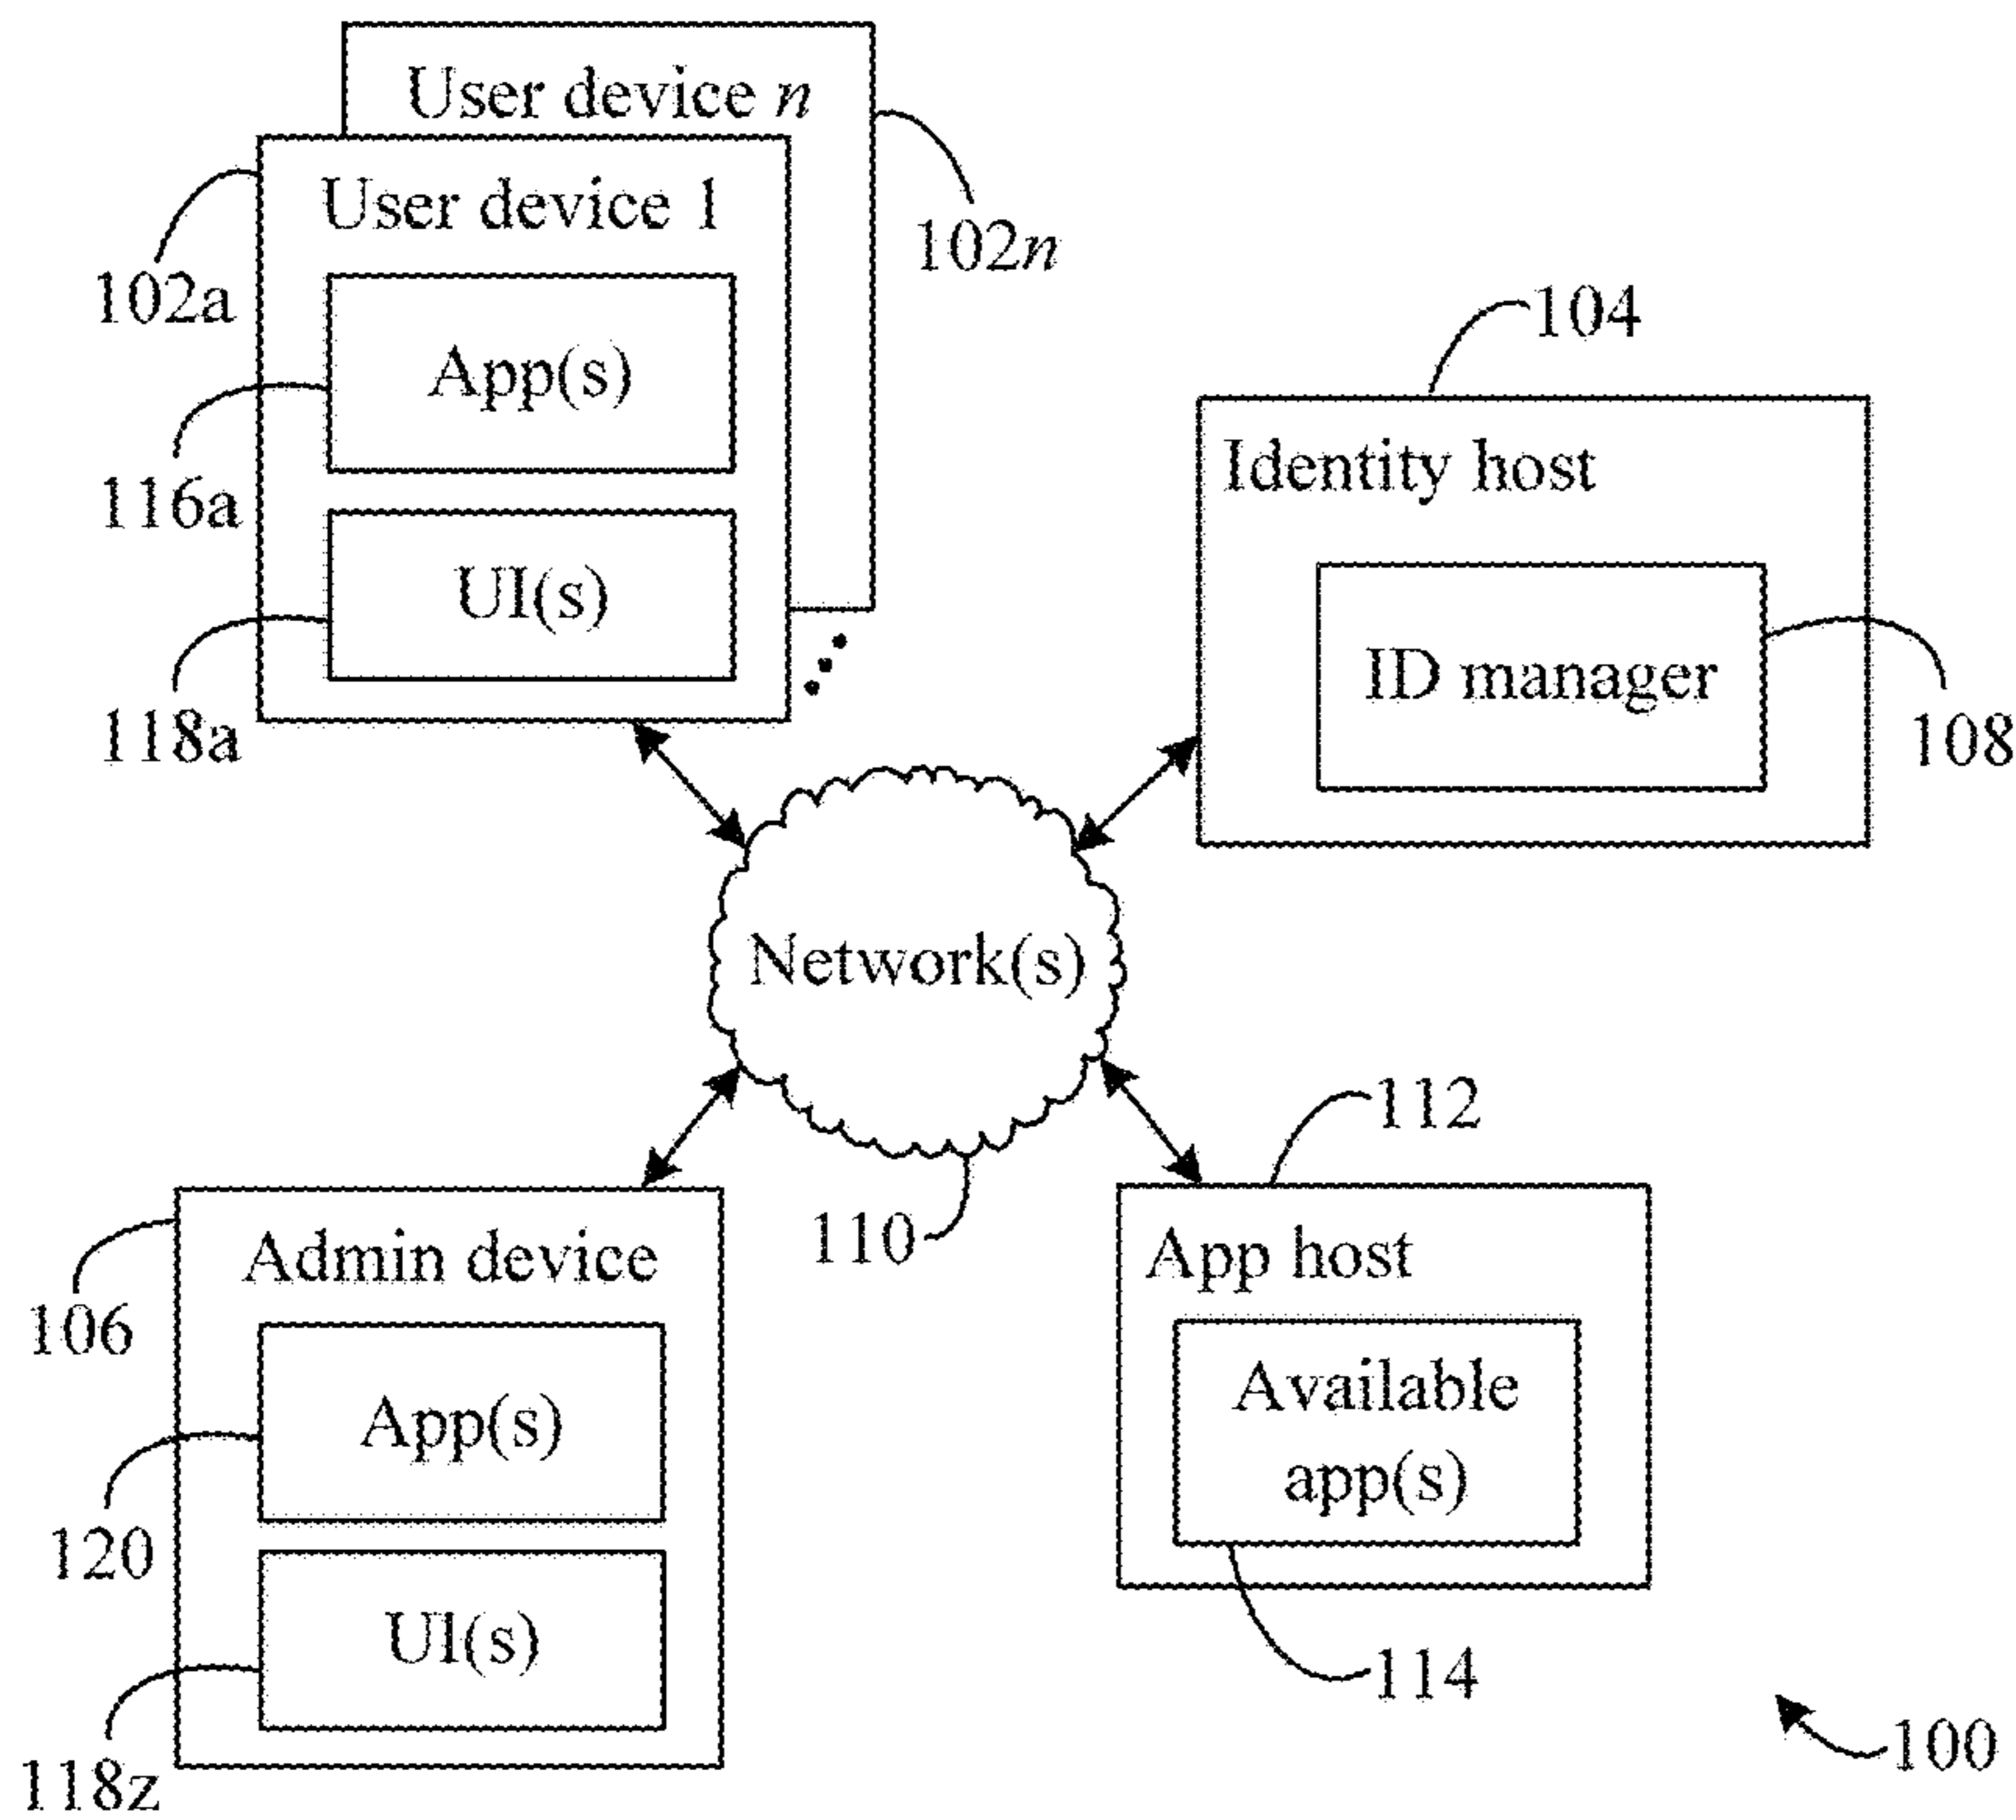 User device n
User device 1
102n
102a
App(s)
116a
UI(s)
118a
104
Identity host
ID manager
108
Network(s)
110
112
Admin device
106
App(s)
120
UI(s)
118z
App host
Available
app(s)
114
100